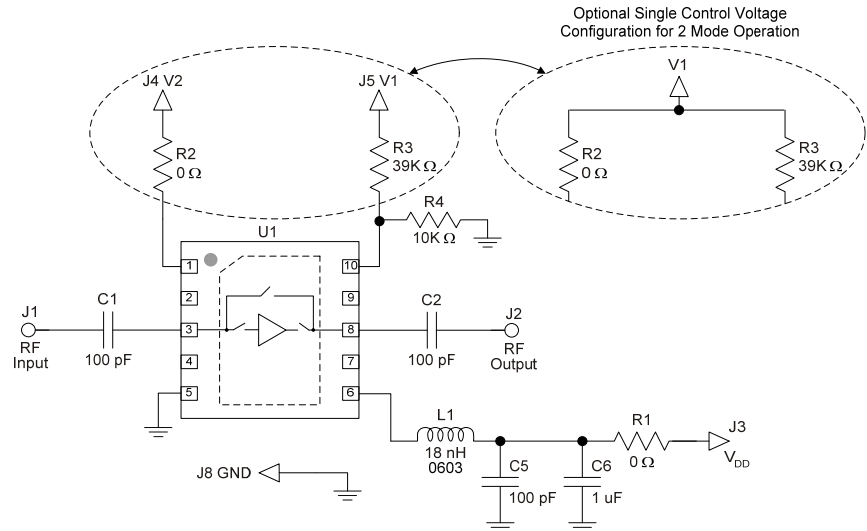 Optional Single Control Voltage
Configuration for 2 Mode Operation
J4 V2
J5 V1
V1
R2
0 Ω
R3
39K Ω
R2
0 Ω
R3
39K Ω
R4
10K Ω
U1
1
10
2
9
3
8
4
7
5
6
J1
RF
Input
C1
100 pF
C2
100 pF
J2
RF
Output
L1
18 nH
0603
R1
0 Ω
J3
VDD
C5
100 pF
C6
1 uF
J8 GND